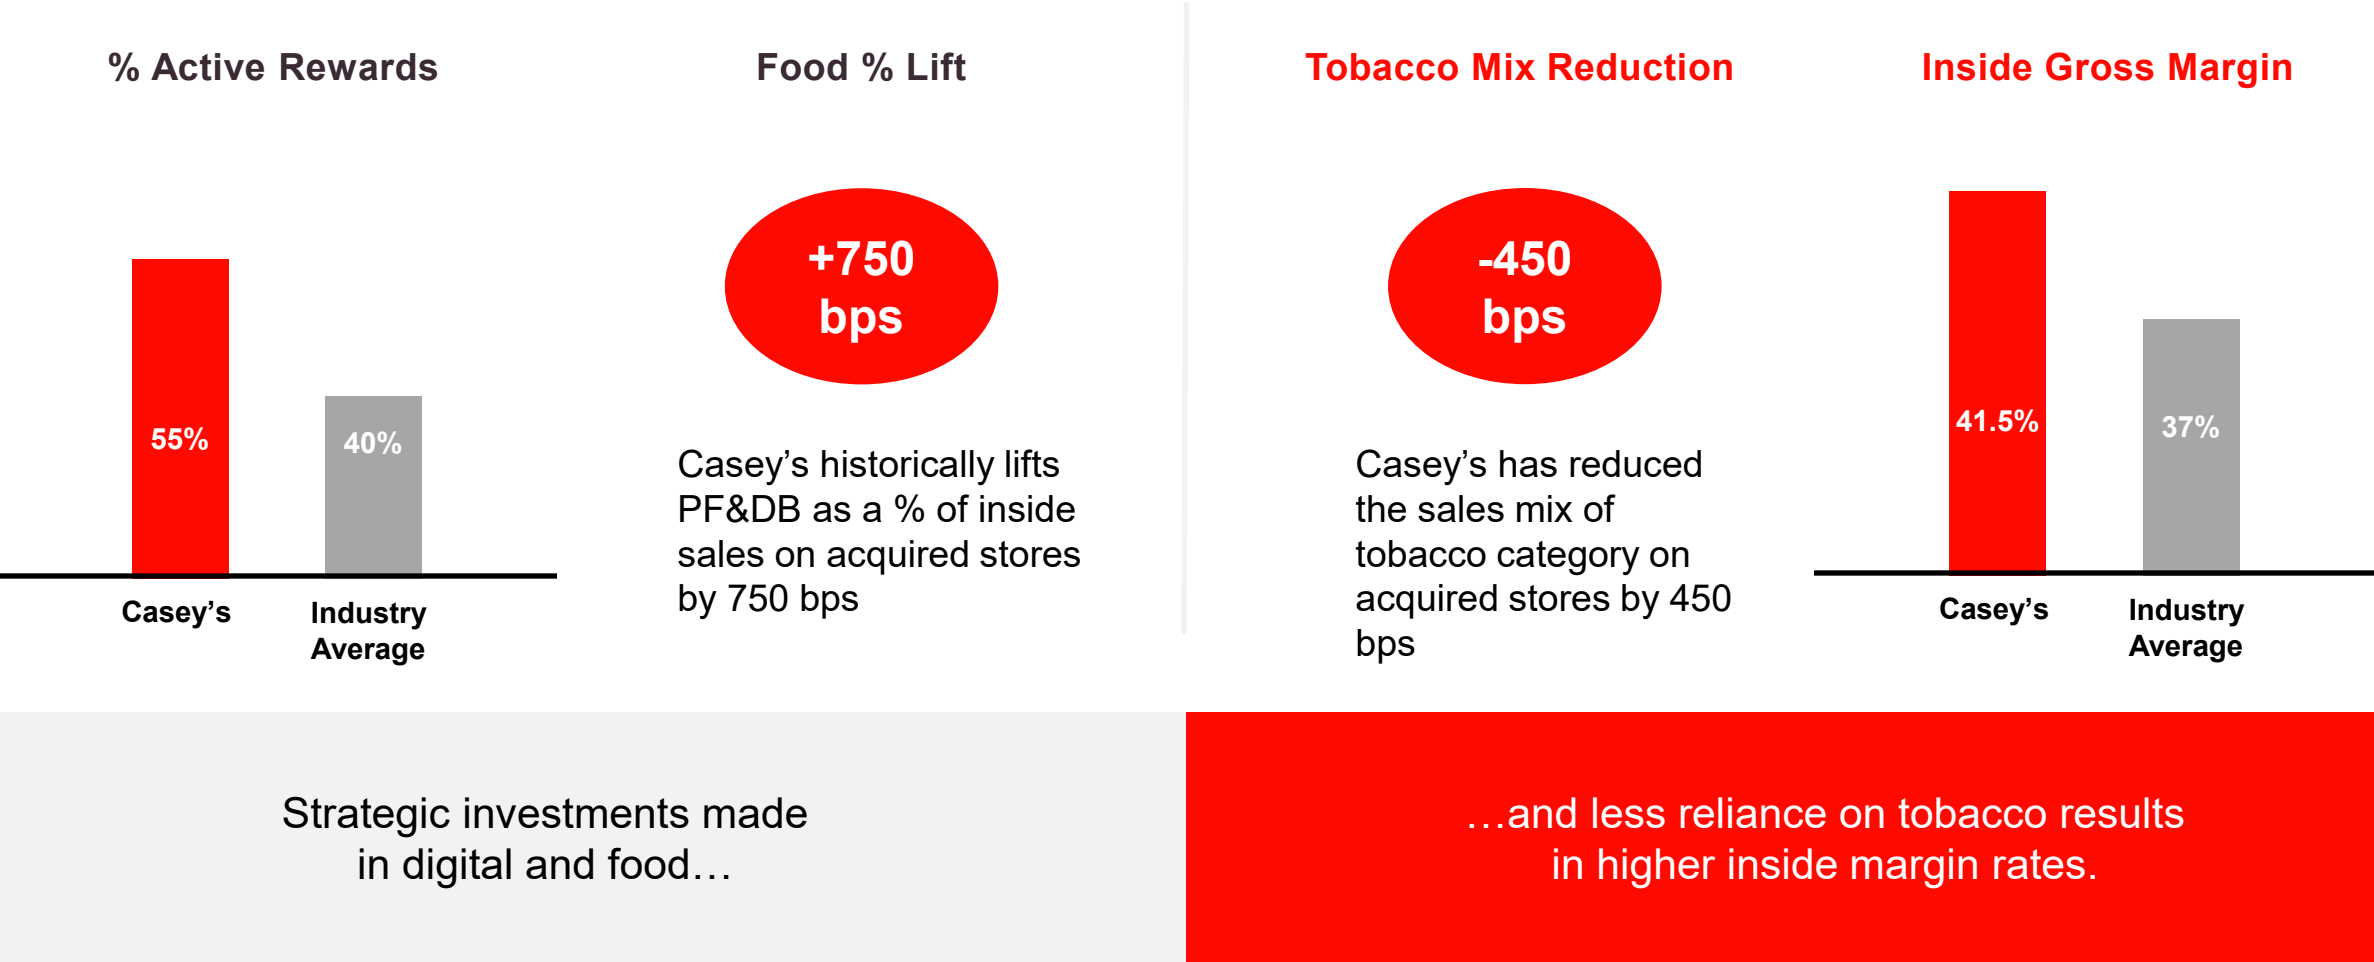 % Active Rewards
55%
40%
Casey’s
Industry
Average
Food % Lift
+750
bps
Casey’s historically lifts
PF&DB as a % of inside
sales on acquired stores
by 750 bps
Tobacco Mix Reduction
-450
bps
Casey’s has reduced
the sales mix of
tobacco category on
acquired stores by 450
bps
Inside Gross Margin
41.5%
37%
Casey’s
Industry
Average
Strategic investments made
in digital and food…
…and less reliance on tobacco results
in higher inside margin rates.